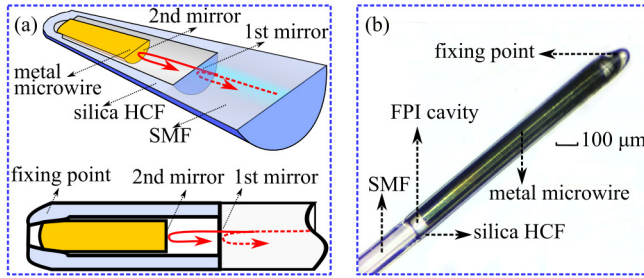 (a)
2nd mirror
1st mirror
metal
microwire
silica HCF
SMF
fixing point
2nd mirror
1st mirror
(b)
fixing point
FPI cavity
100 μm
SMF
metal microwire
silica HCF